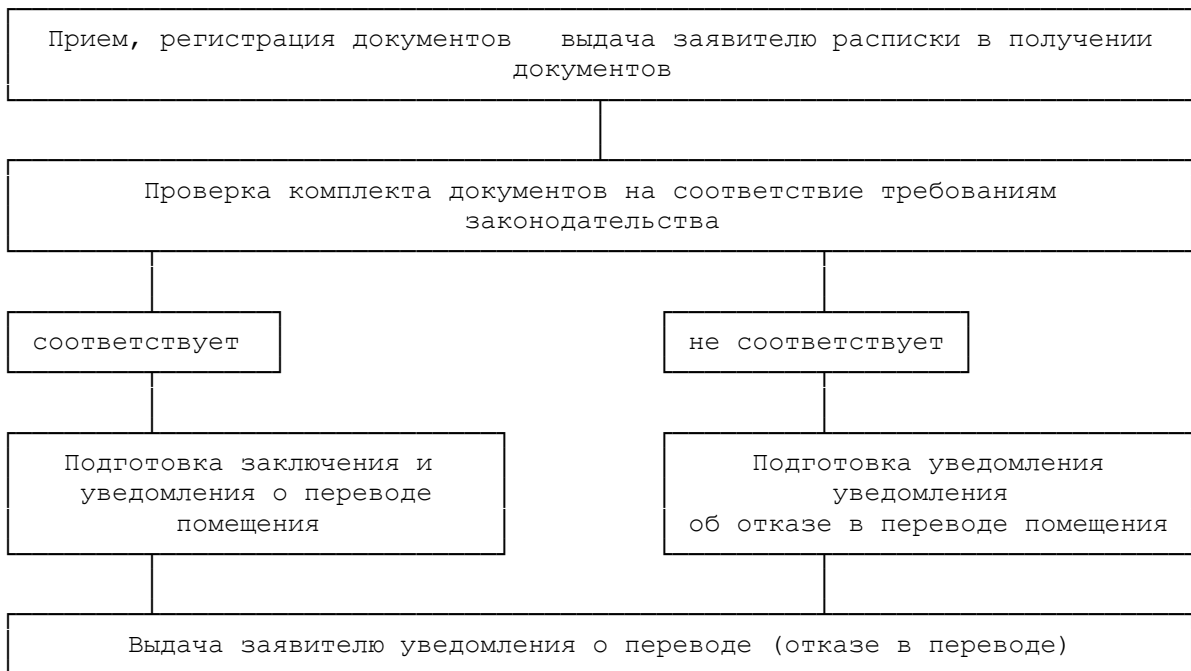 Прием, регистрация документов выдача заявителю расписки в получении
документов
Проверка комплекта документов на соответствие требованиям
законодательства
соответствует
не соответствует
Подготовка заключения и
уведомления о переводе
помещения
Подготовка уведомления
уведомления
об отказе в переводе помещения
Выдача заявителю уведомления о переводе (отказе в переводе)